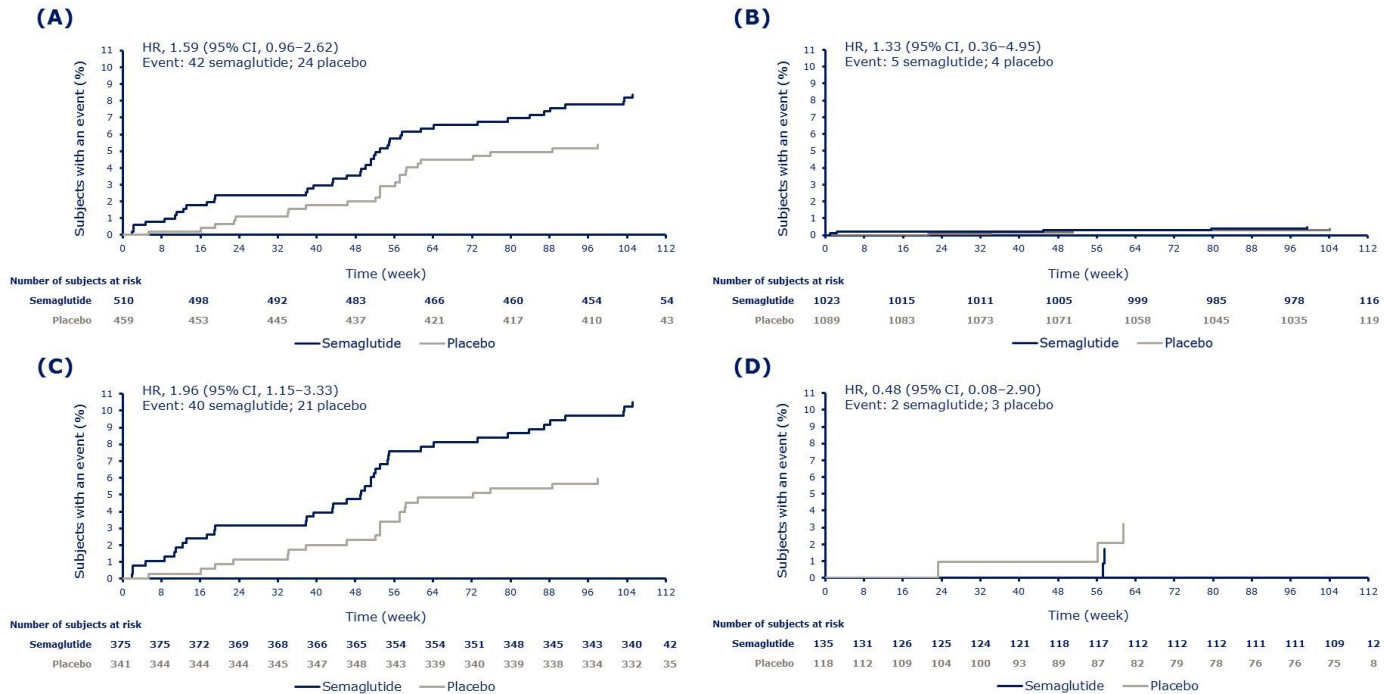 (A)
HR, 1.59 (95% CI, 0.96–2.62)
Event: 42 semaglutide; 24 placebo
Subjects with an event (%)
11
10
9
8
7
6
5
4
3
2
1
0
0 8 16 24 32 40 48 56 64 72 80 88 96 104 112
Time (week)
Number of subjects at risk
Semaglutide 510 498 492 483 466 460 454 54
Placebo 459 453 445 437 421 417 410 43
Semaglutide Placebo
(B)
HR, 1.33 (95% CI, 0.36–4.95)
Event: 5 semaglutide; 4 placebo
Subjects with an event (%)
11
10
9
8
7
6
5
4
3
2
1
0
0 8 16 24 32 40 48 56 64 72 80 88 96 104 112
Time (week)
Number of subjects at risk
Semaglutide 1023 1015 1011 1005 999 985 978 116
Placebo 1089 1083 1073 1071 1058 1045 1035 119
Semaglutide Placebo
(C)
HR, 1.96 (95% CI, 1.15–3.33)
Event: 40 semaglutide; 21 placebo
Subjects with an event (%)
11
10
9
8
7
6
5
4
3
2
1
0
0 8 16 24 32 40 48 56 64 72 80 88 96 104 112
Time (week)
Number of subjects at risk
Semaglutide 375 375 372 369 368 366 365 354 354 351 348 345 343 340 42
Placebo 341 344 344 344 345 347 348 343 339 340 339 338 334 332 35
Semaglutide Placebo
(D)
HR, 0.48 (95% CI, 0.08–2.90)
Event: 2 semaglutide; 3 placebo
Subjects with an event (%)
11
10
9
8
7
6
5
4
3
2
1
0
0 8 16 24 32 40 48 56 64 72 80 88 96 104 112
Time (week)
Number of subjects at risk
Semaglutide 135 131 126 125 124 121 118 117 112 112 112 111 111 109 12
Placebo 118 112 109 104 100 93 89 87 82 79 78 76 76 75 8
Semaglutide Placebo